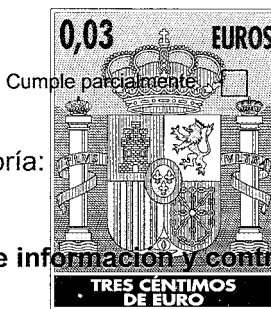 0,03 EUROS
Cumple parcialmente
oría:
e información y contr
TRES CÉNTIMOS
DE EURO